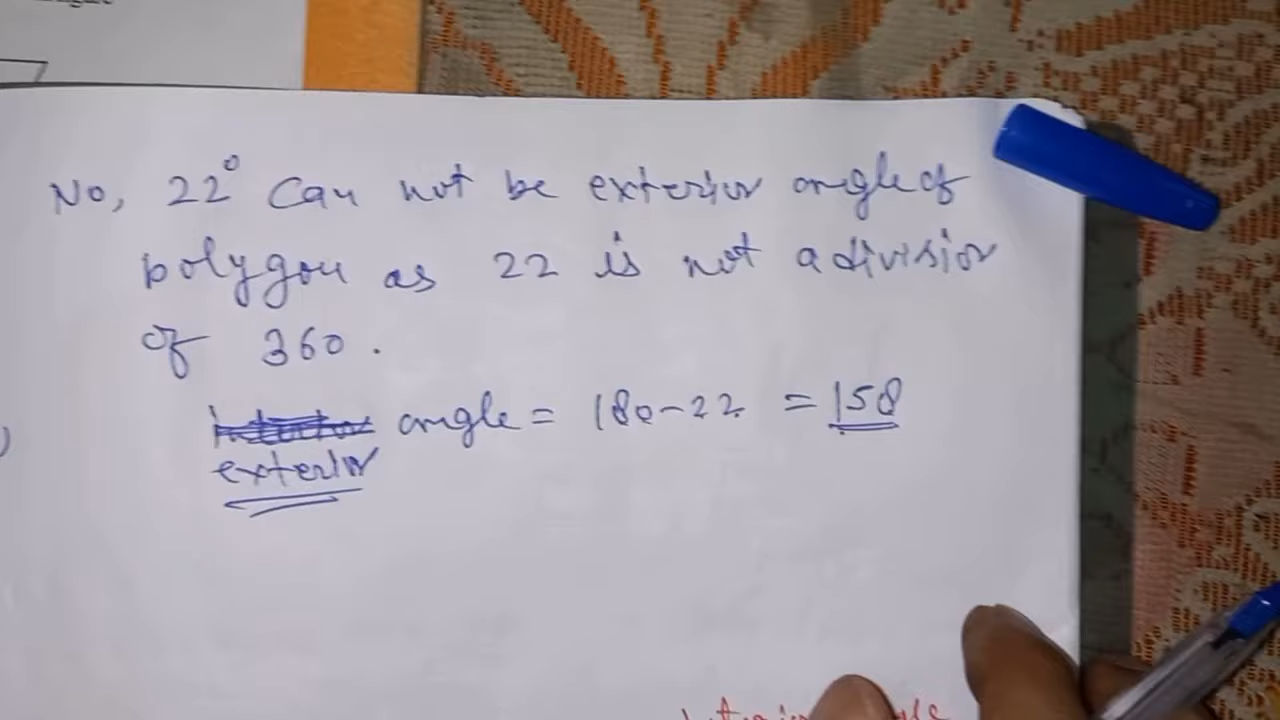 No, 22° Can not be exterior angle of
polygon as 22 is not a division
of 360.
angle = 180-22 = 158
exterior